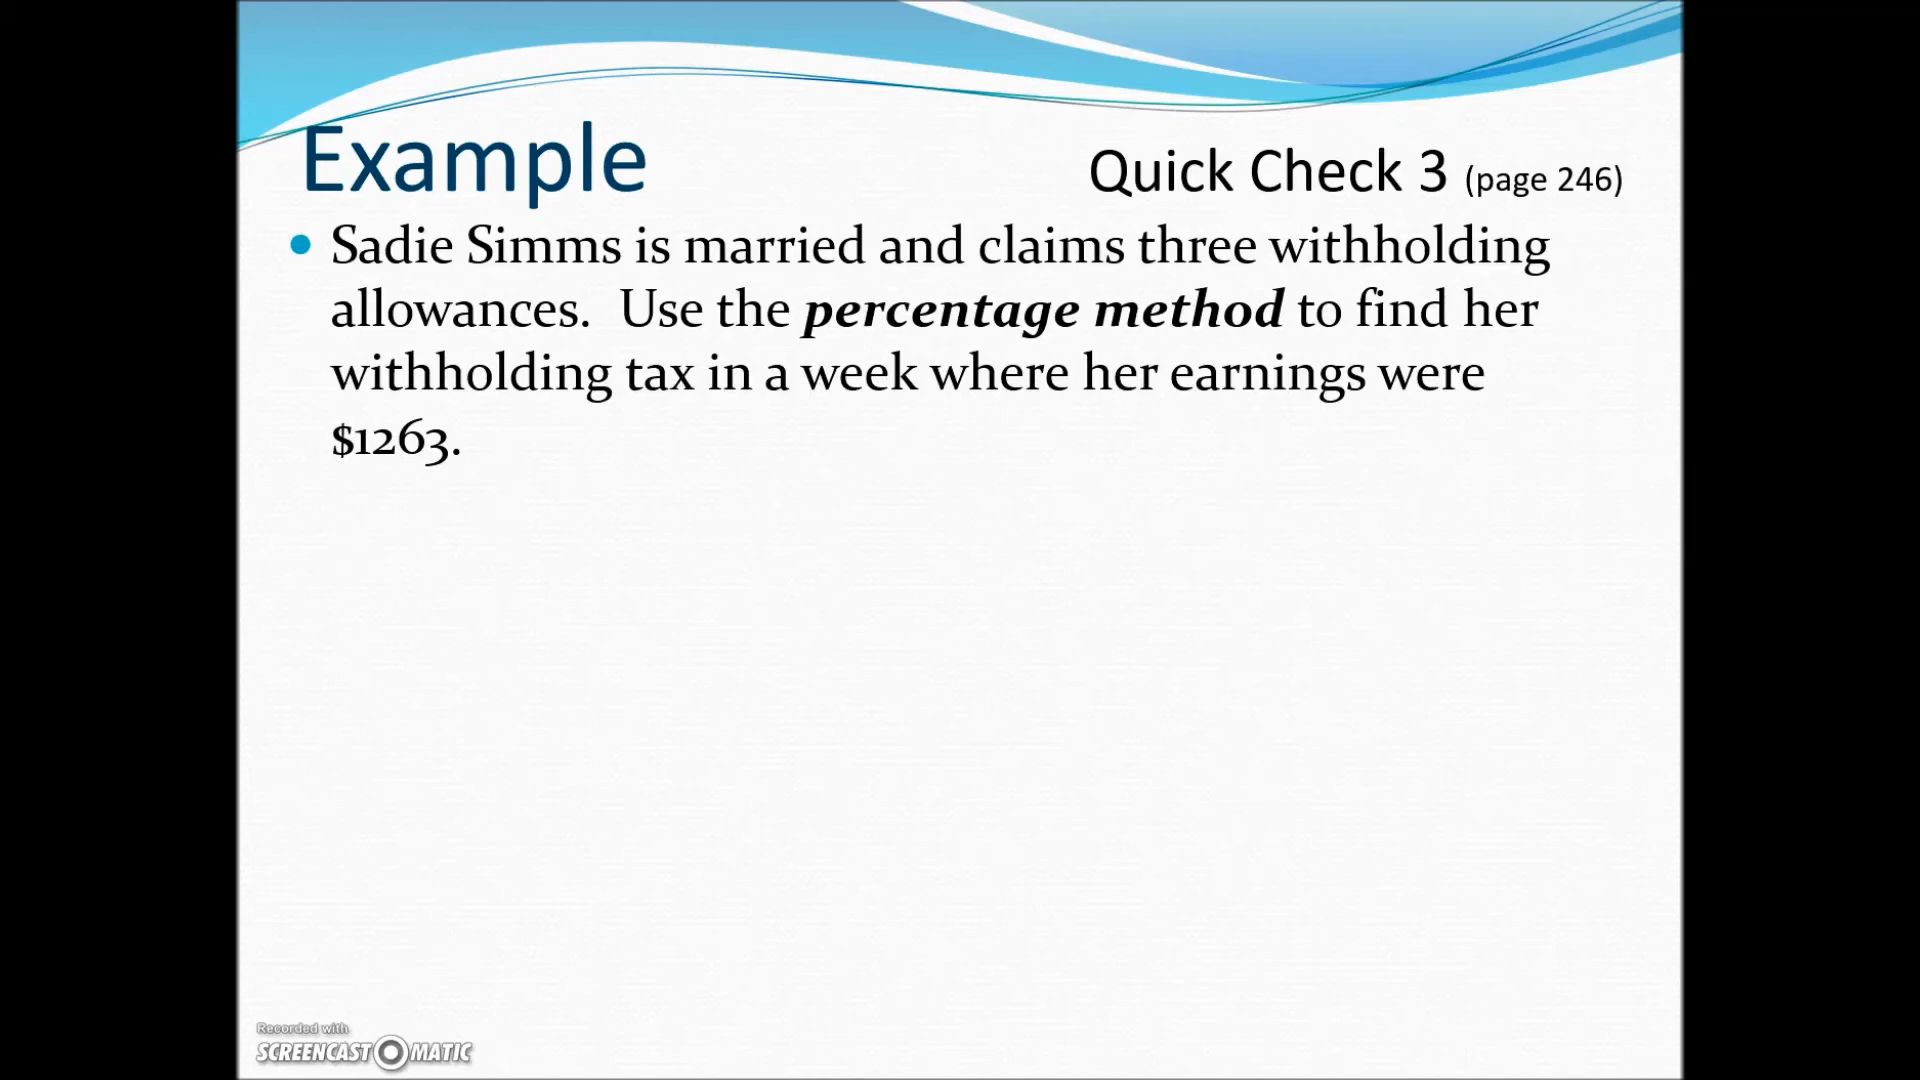 Example
Quick Check 3 (page 246)
Sadie Simms is married and claims three withholding
allowances. Use the percentage method to find her
withholding tax in a week where her earnings were
$1263.
Recorded with
SCREENCAST O MATIC